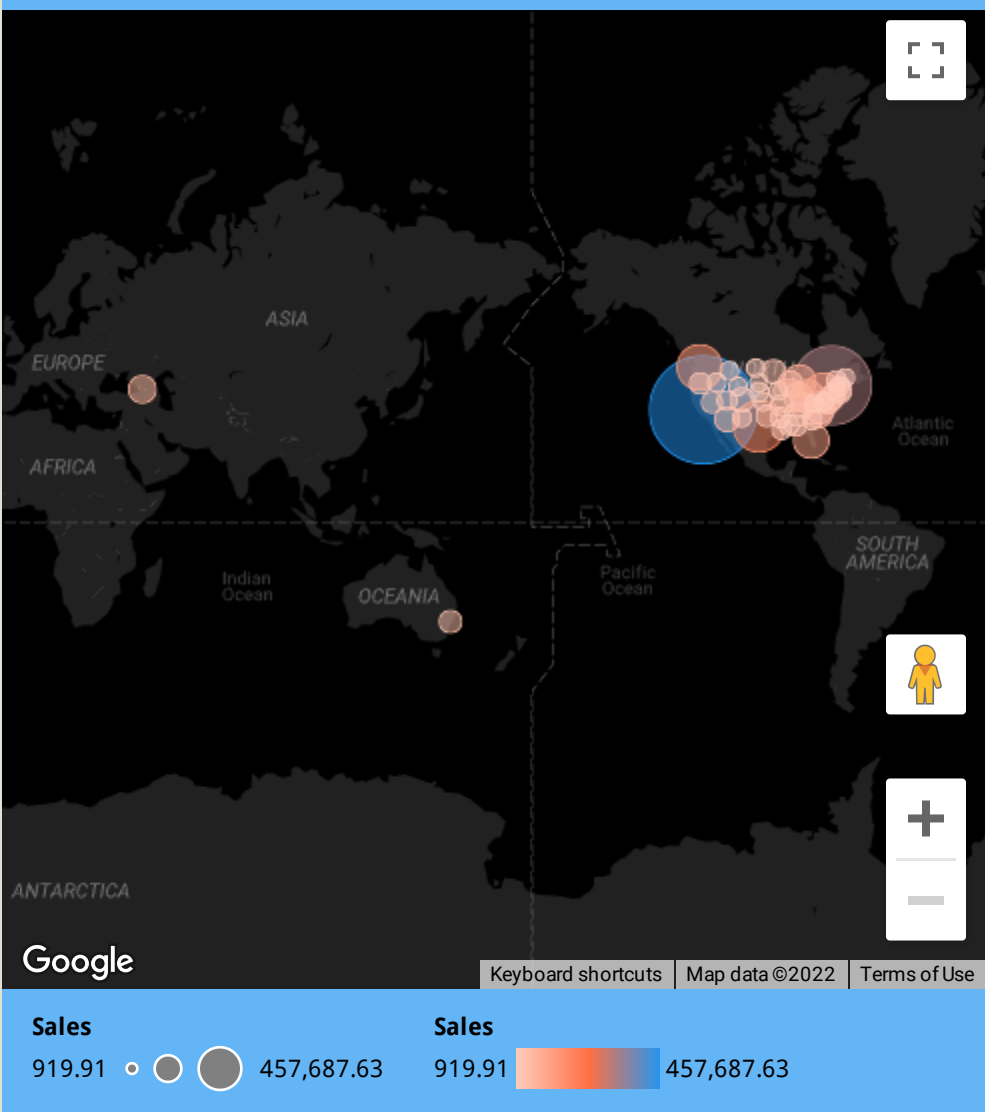 ASIA
EUROPE
AFRICA
Atlantic
Ocean
SOUTH
AMERICA
Indian
Ocean
OCEANIA
Pacific
Ocean
ANTARCTICA
Google
Keyboard shortcuts
Map data ©2022
Terms of Use
Sales
919.91
457,687.63
Sales
919.91
457,687.63